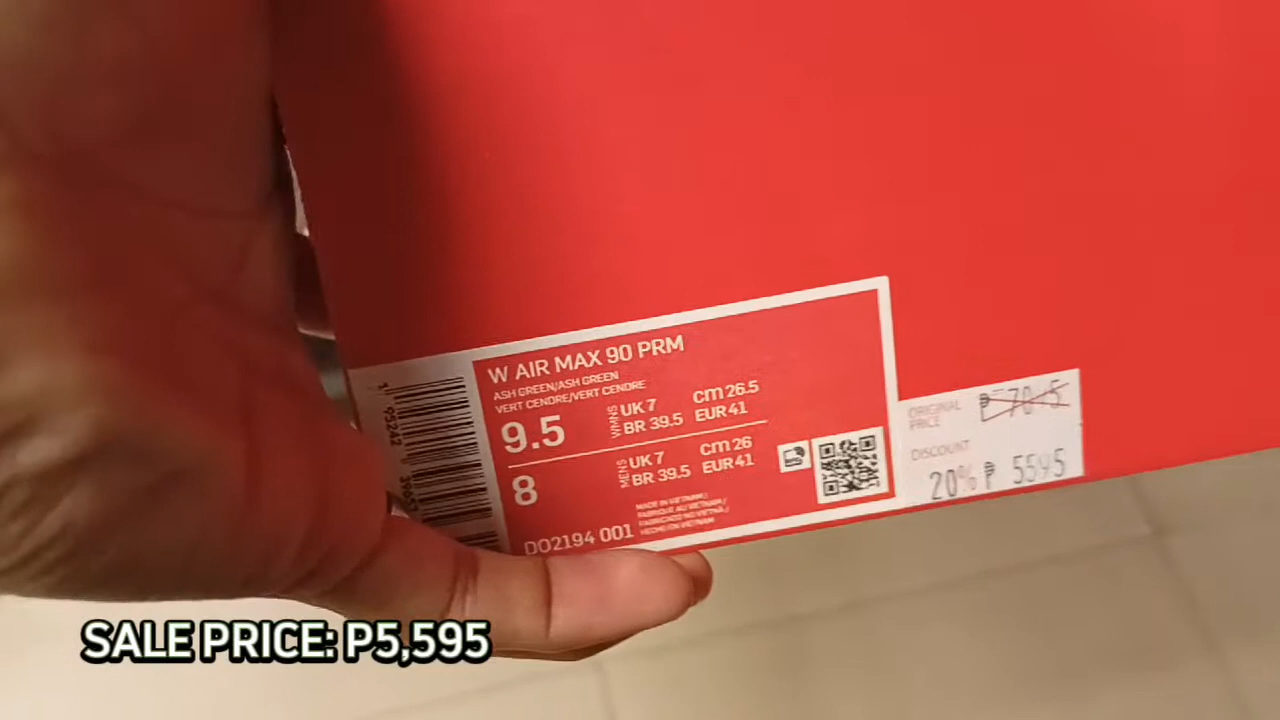 W AIR MAX 90 PRM
ASH GREEN/ASH GREEN
VERT CENDRE/VERT CENDRE
9.5
WMNS
UK 7 cm 26.5
BR 39.5 EUR 41
8
MENS
UK 7 cm 26
BR 39.5 EUR 41
MADE IN VIETNAM/
FABRIQUE AU VIETNAM/
FABRICADO NO VIETNÃ/
HECHO EN VIETNAM
DO2194 001
ORIGINAL PRICE
DISCOUNT
20% ₱ 5595
SALE PRICE: P5,595